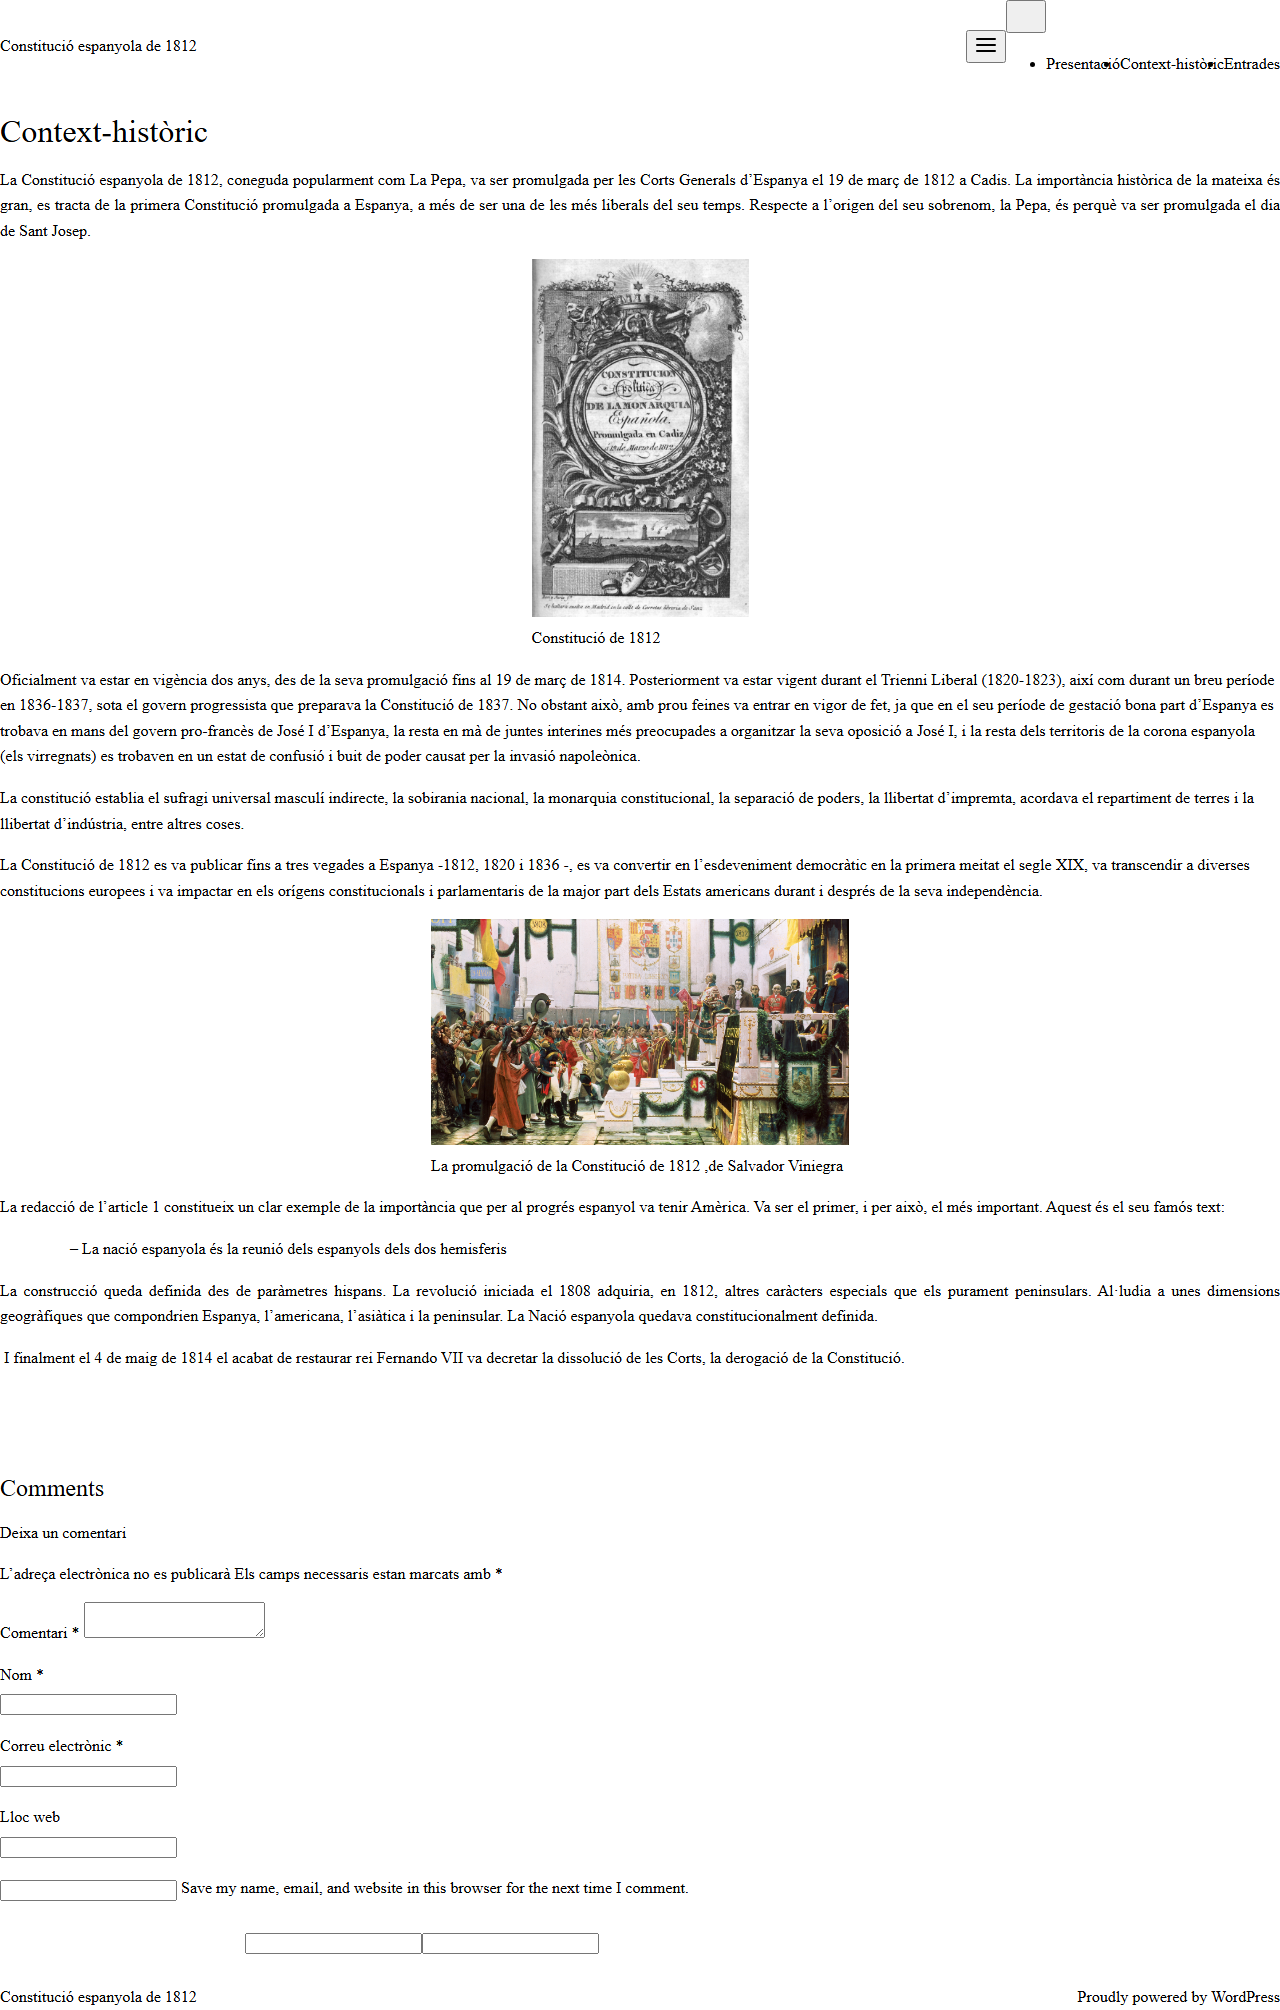 Constitució espanyola de 1812
Presentació
Context-històric
Entrades
Context-històric
La Constitució espanyola de 1812, coneguda popularment com La Pepa, va ser promulgada per les Corts Generals d’Espanya el 19 de març de 1812 a Cadis. La importància històrica de la mateixa és
gran, es tracta de la primera Constitució promulgada a Espanya, a més de ser una de les més liberals del seu temps. Respecte a l’origen del seu sobrenom, la Pepa, és perquè va ser promulgada el dia
de Sant Josep.
CONSTITUCION
politica
DE LA MONARQUIA
Española.
Promulgada en Cadiz
a 19 de Marzo de 1812
Constitució de 1812
Oficialment va estar en vigència dos anys, des de la seva promulgació fins al 19 de març de 1814. Posteriorment va estar vigent durant el Trienni Liberal (1820-1823), així com durant un breu període
en 1836-1837, sota el govern progressista que preparava la Constitució de 1837. No obstant això, amb prou feines va entrar en vigor de fet, ja que en el seu període de gestació bona part d’Espanya es
trobava en mans del govern pro-francès de José I d’Espanya, la resta en mà de juntes interines més preocupades a organitzar la seva oposició a José I, i la resta dels territoris de la corona espanyola
(els virregnats) es trobaven en un estat de confusió i buit de poder causat per la invasió napoleònica.
La constitució establia el sufragi universal masculí indirecte, la sobirania nacional, la monarquia constitucional, la separació de poders, la llibertat d’impremta, acordava el repartiment de terres i la
llibertat d’indústria, entre altres coses.
La Constitució de 1812 es va publicar fins a tres vegades a Espanya -1812, 1820 i 1836 -, es va convertir en l’esdeveniment democràtic en la primera meitat el segle XIX, va transcendir a diverses
constitucions europees i va impactar en els orígens constitucionals i parlamentaris de la major part dels Estats americans durant i després de la seva independència.
La promulgació de la Constitució de 1812 ,de Salvador Viniegra
La redacció de l’article 1 constitueix un clar exemple de la importància que per al progrés espanyol va tenir Amèrica. Va ser el primer, i per això, el més important. Aquest és el seu famós text:
– La nació espanyola és la reunió dels espanyols dels dos hemisferis
La construcció queda definida des de paràmetres hispans. La revolució iniciada el 1808 adquiria, en 1812, altres caràcters especials que els purament peninsulars. Al·ludia a unes dimensions
geogràfiques que compondrien Espanya, l’americana, l’asiàtica i la peninsular. La Nació espanyola quedava constitucionalment definida.
I finalment el 4 de maig de 1814 el acabat de restaurar rei Fernando VII va decretar la dissolució de les Corts, la derogació de la Constitució.
Comments
Deixa un comentari
L’adreça electrònica no es publicarà Els camps necessaris estan marcats amb *
Comentari *
Nom *
Correu electrònic *
Lloc web
Save my name, email, and website in this browser for the next time I comment.
Constitució espanyola de 1812
Proudly powered by WordPress